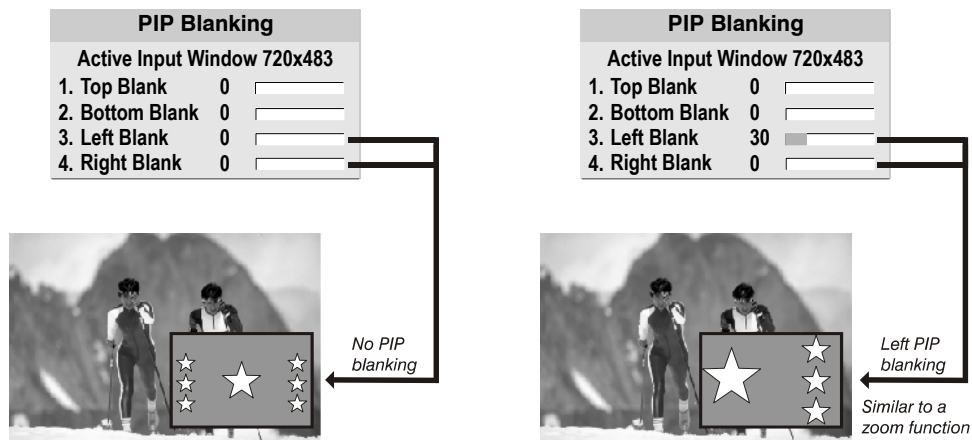 PIP Blanking
Active Input Window 720x483
1. Top Blank 0
2. Bottom Blank 0
3. Left Blank 0
4. Right Blank 0
No PIP
blanking
PIP Blanking
Active Input Window 720x483
1. Top Blank 0
2. Bottom Blank 0
3. Left Blank 30
4. Right Blank 0
Left PIP
blanking
Similar to a
zoom function